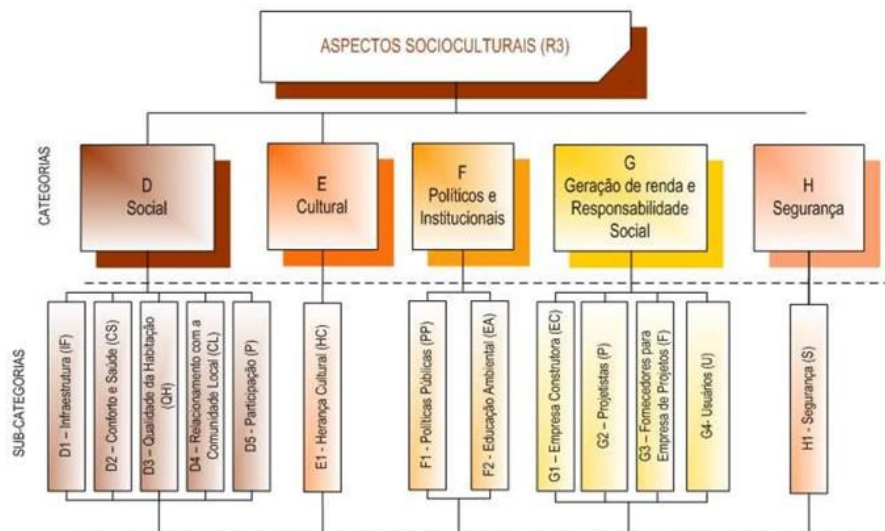 ASPECTOS SOCIOCULTURAIS (R3)
CATEGORIAS
D
Social
E
Cultural
F
Políticos e
Institucionais
G
Geração de renda e
Responsabilidade
Social
H
Segurança
SUB-CATEGORIAS
D1 – Infraestrutura (IF)
D2 – Conforto e Saúde (CS)
D3 – Qualidade da Habitação
(QH)
D4 – Relacionamento com a
Comunidade Local (CL)
D5 - Participação (P)
E1 - Herança Cultural (HC)
F1 - Políticas Públicas (PP)
F2 - Educação Ambiental (EA)
G1 – Empresa Construtora (EC)
G2 – Projetistas (P)
G3 – Fornecedores para
Empresa de Projetos (F)
G4- Usuários (U)
H1 - Segurança (S)